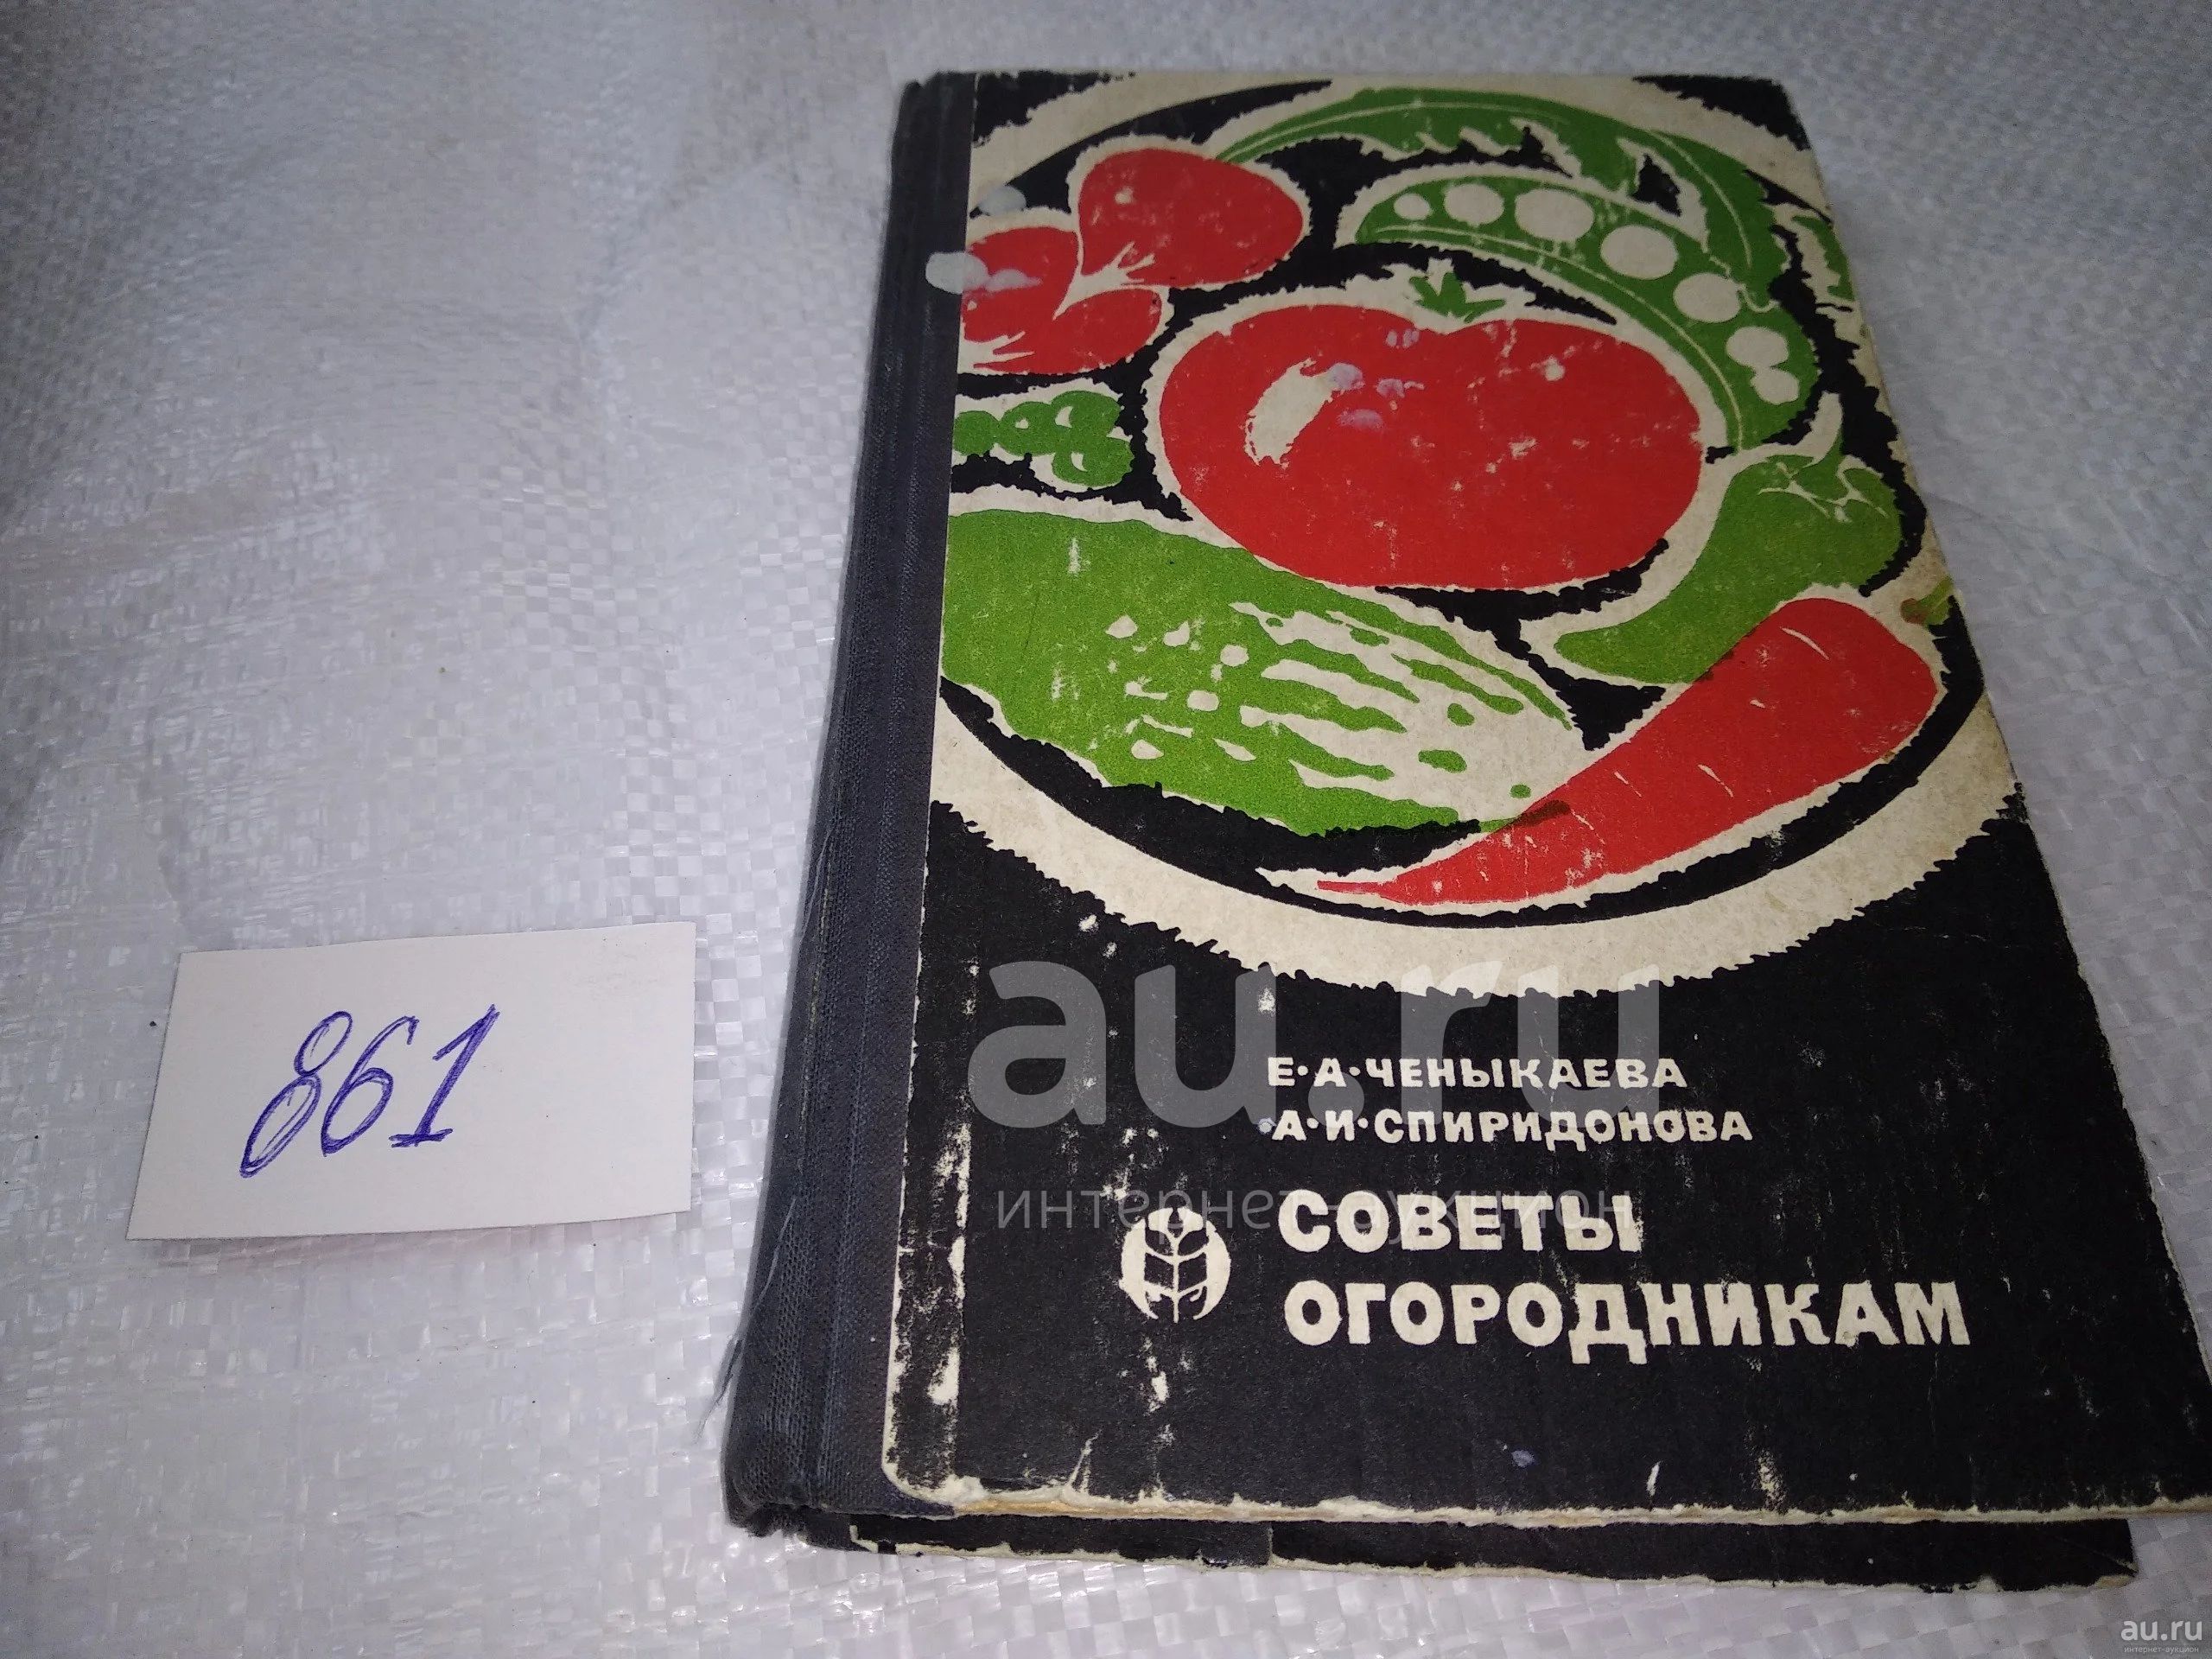 861
Е·А·ЧЕНЫКАЕВА
А·И·СПИРИДОНОВА
СОВЕТЫ
ОГОРОДНИКАМ
au.ru
интернет-аукцион
au.ru
интернет-аукцион